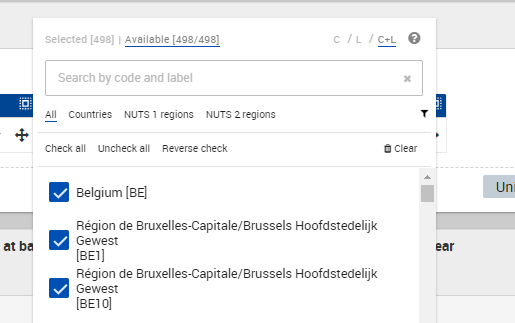 Selected [498] | Available [498/498] C / L / C+L ?
Search by code and label
All Countries NUTS 1 regions NUTS 2 regions
Check all Uncheck all Reverse check Clear
Belgium [BE]
Uni
Région de Bruxelles-Capitale/Brussels Hoofdstedelijk
Gewest
[BE1]
at ba
ear
Région de Bruxelles-Capitale/Brussels Hoofdstedelijk
Gewest
[BE10]